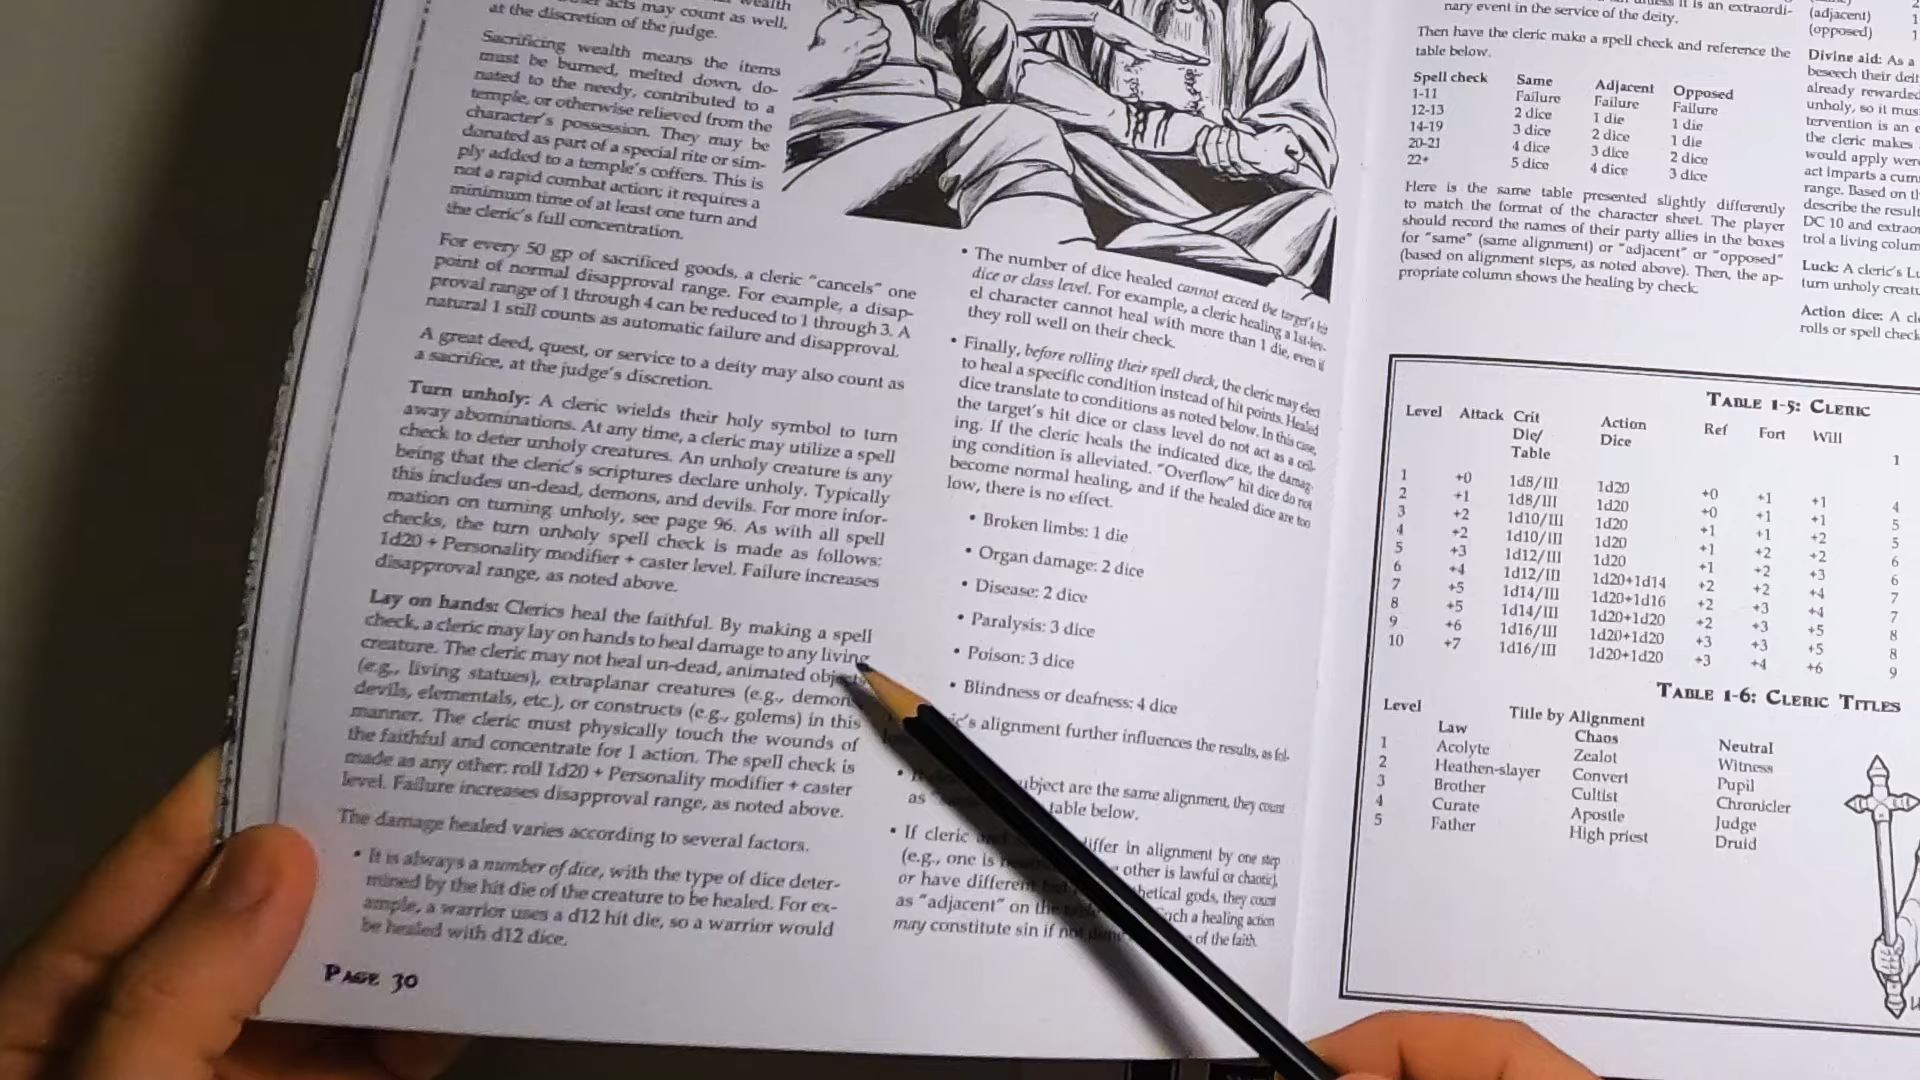 wealth
acts may count as well,
at the discretion of the judge.
Sacrificing wealth means the items
must be burned, melted down, do-
nated to the needy, contributed to a
temple, or otherwise relieved from the
character's possession. They may be
donated as part of a special rite or sim-
ply added to a temple's coffers. This is
not a rapid combat action; it requires a
minimum time of at least one turn and
the cleric's full concentration.
For every 50 gp of sacrificed goods, a cleric "cancels" one
point of normal disapproval range. For example, a disap-
proval range of 1 through 4 can be reduced to 1 through 3. A
natural 1 still counts as automatic failure and disapproval.
A great deed, quest, or service to a deity may also count as
a sacrifice, at the judge's discretion.
Turn unholy: A cleric wields their holy symbol to turn
away abominations. At any time, a cleric may utilize a spell
check to deter unholy creatures. An unholy creature is any
being that the cleric's scriptures declare unholy. Typically
this includes un-dead, demons, and devils. For more infor-
mation on turning unholy, see page 96. As with all spell
checks, the turn unholy spell check is made as follows:
1d20 + Personality modifier + caster level. Failure increases
disapproval range, as noted above.
Lay on hands: Clerics heal the faithful. By making a spell
check, a cleric may lay on hands to heal damage to any living
creature. The cleric may not heal un-dead, animated objects
(e.g., living statues), extraplanar creatures (e.g., demons,
devils, elementals, etc.), or constructs (e.g., golems) in this
manner. The cleric must physically touch the wounds of
the faithful and concentrate for 1 action. The spell check is
made as any other: roll 1d20 + Personality modifier + caster
level. Failure increases disapproval range, as noted above.
The damage healed varies according to several factors.
• It is always a number of dice, with the type of dice deter-
mined by the hit die of the creature to be healed. For ex-
ample, a warrior uses a d12 hit die, so a warrior would
be healed with d12 dice.
Page 30
• The number of dice healed cannot exceed the target's hit
dice or class level. For example, a cleric healing a 1st-lev-
el character cannot heal with more than 1 die, even if
they roll well on their check.
• Finally, before rolling their spell check, the cleric may elect
to heal a specific condition instead of hit points. Healed
dice translate to conditions as noted below. In this case,
the target's hit dice or class level do not act as a ceil-
ing. If the cleric heals the indicated dice, the damag-
ing condition is alleviated. "Overflow" hit dice do not
become normal healing, and if the healed dice are too
low, there is no effect.
• Broken limbs: 1 die
• Organ damage: 2 dice
• Disease: 2 dice
• Paralysis: 3 dice
• Poison: 3 dice
• Blindness or deafness: 4 dice
alignment further influences the results, as fol-
are the same alignment, they count
as table below.
• If cleric differ in alignment by one step
(e.g., one is other is lawful or chaotic),
or have different gods, they count
as "adjacent" on the Such a healing action
may constitute sin if not of the faith.
it is an extraordi-
nary event in the service of the deity.
Then have the cleric make a spell check and reference the
table below.
Spell check Same Adjacent Opposed
1-11 Failure Failure Failure
12-13 2 dice 1 die 1 die
14-19 3 dice 2 dice 1 die
20-21 4 dice 3 dice 2 dice
22+ 5 dice 4 dice 3 dice
Here is the same table presented slightly differently
to match the format of the character sheet. The player
should record the names of their party allies in the boxes
for "same" (same alignment) or "adjacent" or "opposed"
(based on alignment steps, as noted above). Then, the ap-
propriate column shows the healing by check.
(adjacent) 1
(opposed) 1
Divine aid: As a
beseech their
already rewarded
unholy, so it
tervention is an
the cleric makes
would apply were
act imparts a
range. Based on
describe the result
DC 10 and
trol a living
Luck: A cleric's
turn unholy
Action dice: A
rolls or spell
Table 1-5: Cleric
Level Attack Crit Die/ Table Action Dice Ref Fort Will
1 +0 1d8/III 1d20 +0 +1 +1 4
2 +1 1d8/III 1d20 +0 +1 +1 5
3 +2 1d10/III 1d20 +1 +1 +2 5
4 +2 1d10/III 1d20 +1 +2 +2 6
5 +3 1d12/III 1d20 +1 +2 +3 6
6 +4 1d12/III 1d20+1d14 +2 +2 +4 7
7 +5 1d14/III 1d20+1d16 +2 +3 +4 7
8 +5 1d14/III 1d20+1d20 +2 +3 +5 8
9 +6 1d16/III 1d20+1d20 +3 +3 +5 8
10 +7 1d16/III 1d20+1d20 +3 +4 +6 9
Table 1-6: Cleric Titles
Level Title by Alignment
Law Chaos Neutral
1 Acolyte Zealot Witness
2 Heathen-slayer Convert Pupil
3 Brother Cultist Chronicler
4 Curate Apostle Judge
5 Father High priest Druid